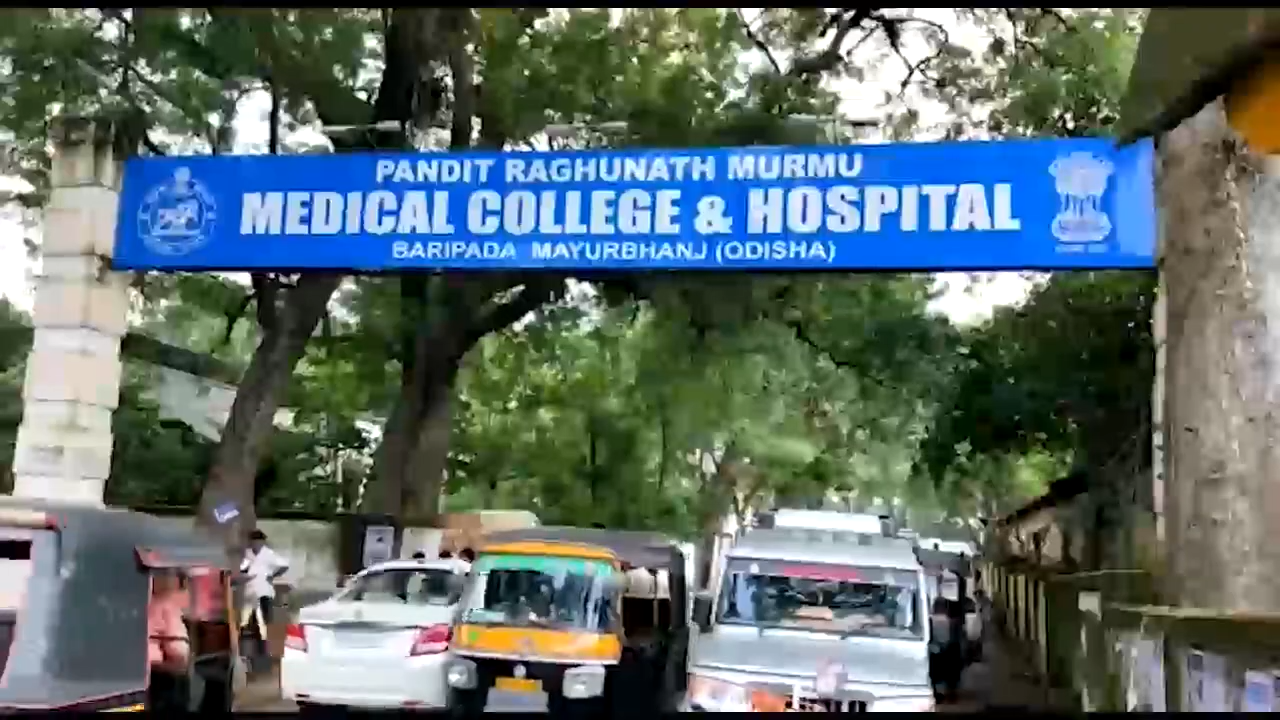 PANDIT RAGHUNATH MURMU
MEDICAL COLLEGE & HOSPITAL
BARIPADA MAYURBHANJ (ODISHA)